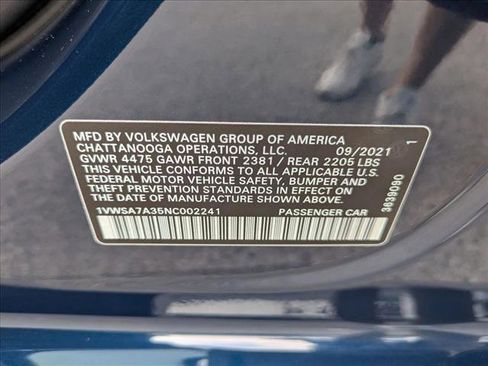 MFD BY VOLKSWAGEN GROUP OF AMERICA
CHATTANOOGA OPERATIONS, LLC. 09/2021
GVWR 4475 GAWR FRONT 2381 / REAR 2205 LBS
THIS VEHICLE CONFORMS TO ALL APPLICABLE U.S.
FEDERAL MOTOR VEHICLE SAFETY, BUMPER AND
THEFT PREVENTION STANDARDS IN EFFECT ON
THE DATE OF MANUFACTURE SHOWN ABOVE.
1VWSA7A35NC002241 PASSENGER CAR
3639090 1